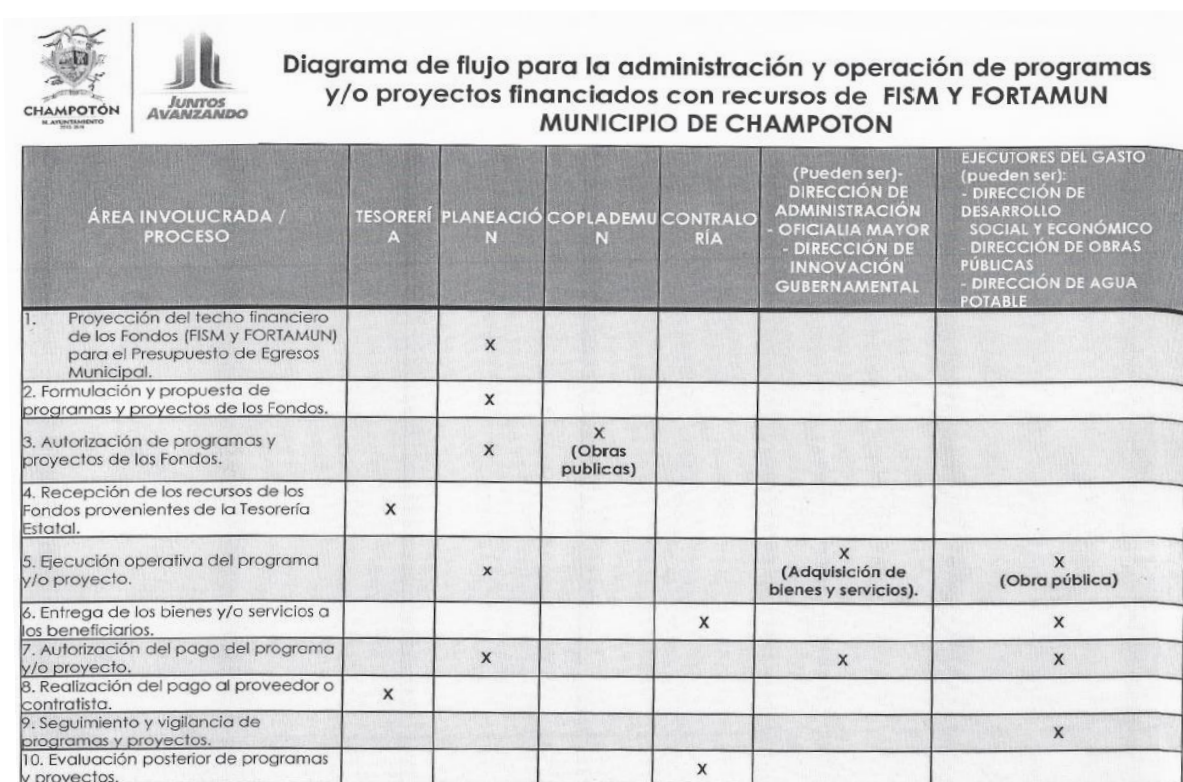 CHAMPOTÓN
H. AYUNTAMIENTO
JUNTOS
AVANZANDO
Diagrama de flujo para la administración y operación de programas
y/o proyectos financiados con recursos de FISM Y FORTAMUN
MUNICIPIO DE CHAMPOTON
ÁREA INVOLUCRADA /
PROCESO
TESORERÍ
A
PLANEACIÓ
N
COPLADEMU
N
CONTRALO
RÍA
(Pueden ser)-
DIRECCIÓN DE
ADMINISTRACIÓN
- OFICIALIA MAYOR
- DIRECCIÓN DE
INNOVACIÓN
GUBERNAMENTAL
EJECUTORES DEL GASTO
(pueden ser):
- DIRECCIÓN DE
DESARROLLO
SOCIAL Y ECONÓMICO
- DIRECCIÓN DE OBRAS
PÚBLICAS
- DIRECCIÓN DE AGUA
POTABLE
1. Proyección del techo financiero
de los Fondos (FISM y FORTAMUN)
para el Presupuesto de Egresos
Municipal.
X
2. Formulación y propuesta de
programas y proyectos de los Fondos.
X
3. Autorización de programas y
proyectos de los Fondos.
X
X
(Obras
publicas)
4. Recepción de los recursos de los
Fondos provenientes de la Tesorería
Estatal.
X
5. Ejecución operativa del programa
y/o proyecto.
X
X
(Adquisición de
bienes y servicios).
X
(Obra pública)
6. Entrega de los bienes y/o servicios a
los beneficiarios.
X
X
7. Autorización del pago del programa
y/o proyecto.
X
X
X
8. Realización del pago al proveedor o
contratista.
X
9. Seguimiento y vigilancia de
programas y proyectos.
X
10. Evaluación posterior de programas
y proyectos.
X